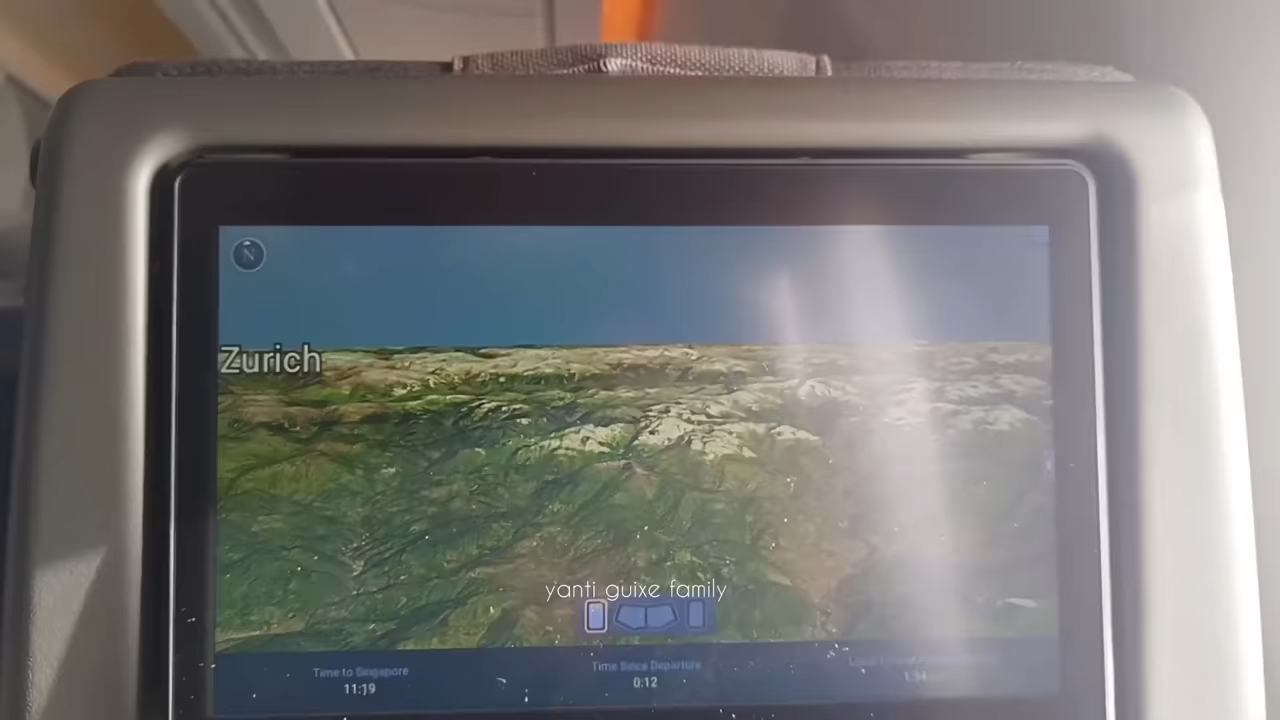 N
Zurich
yanti guixe family
Time to Singapore
11:19
Time Since Departure
0:12